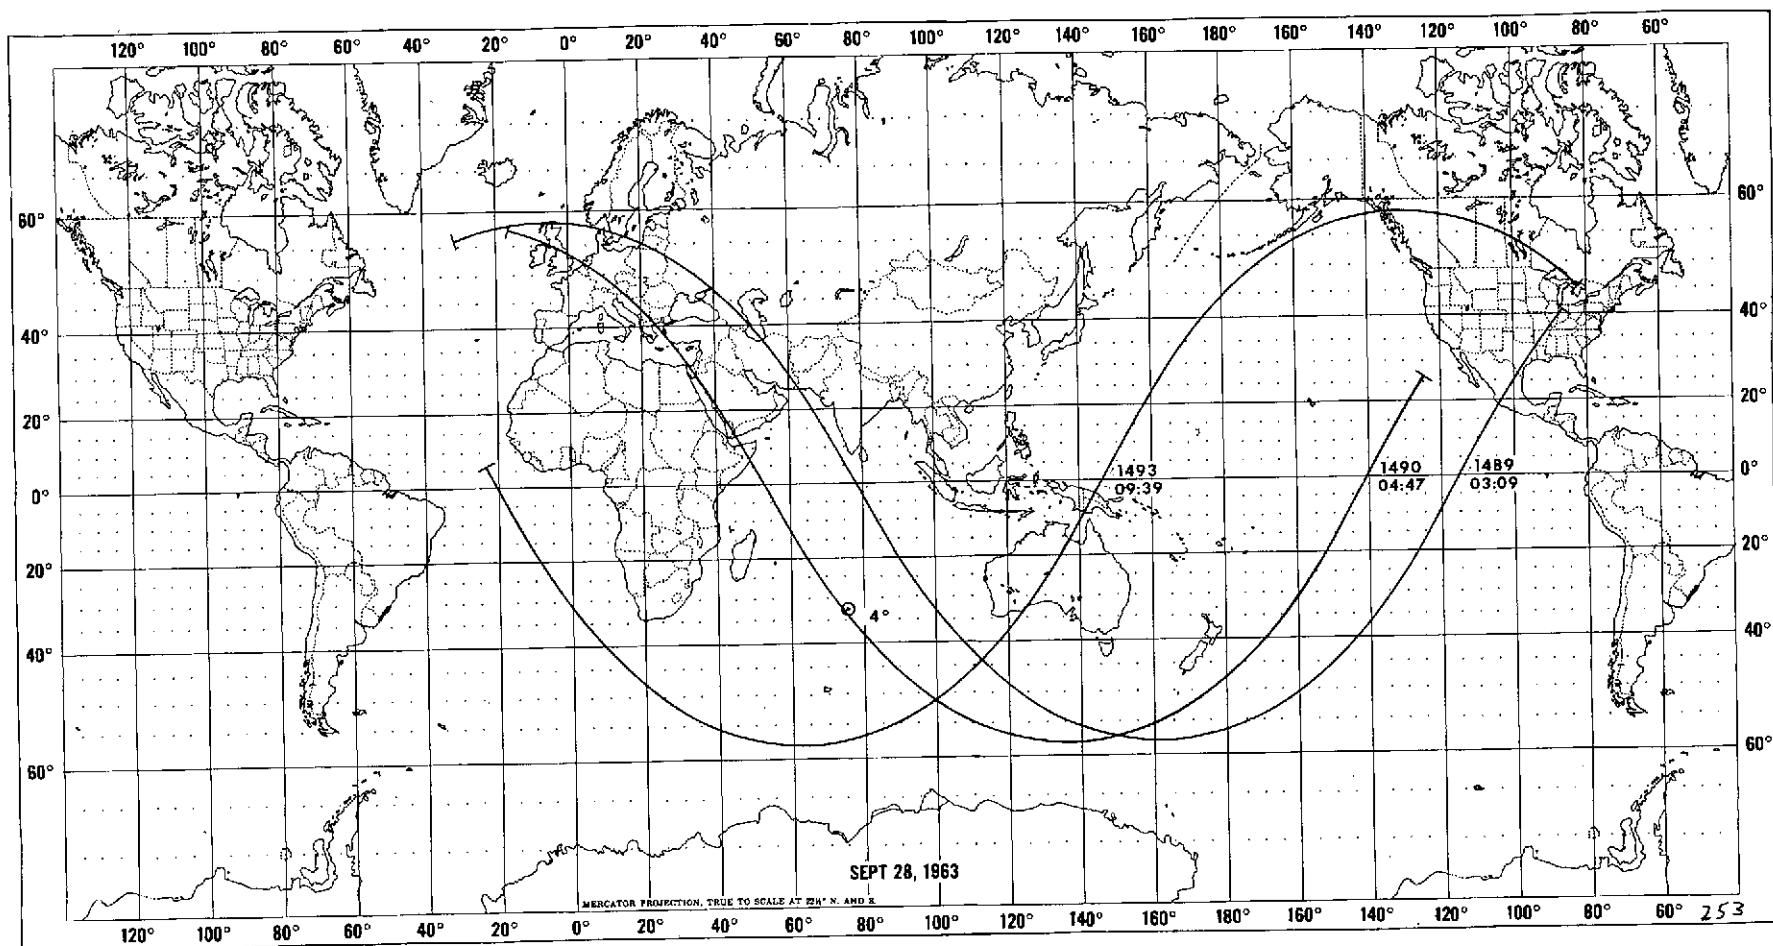 120° 100° 80° 60° 40° 20° 0° 20° 40° 60° 80° 100° 120° 140° 160° 180° 160° 140° 120° 100° 80° 60°
60° 60°
40° 40°
20° 20°
1493 1490 1489
09:39 04:47 03:09
0° 0°
20° 20°
4°
40° 40°
60° 60°
SEPT 28, 1963
MERCATOR PROJECTION, TRUE TO SCALE AT 22½° N. AND S.
120° 100° 80° 60° 40° 20° 0° 20° 40° 60° 80° 100° 120° 140° 160° 180° 160° 140° 120° 100° 80° 60° 253